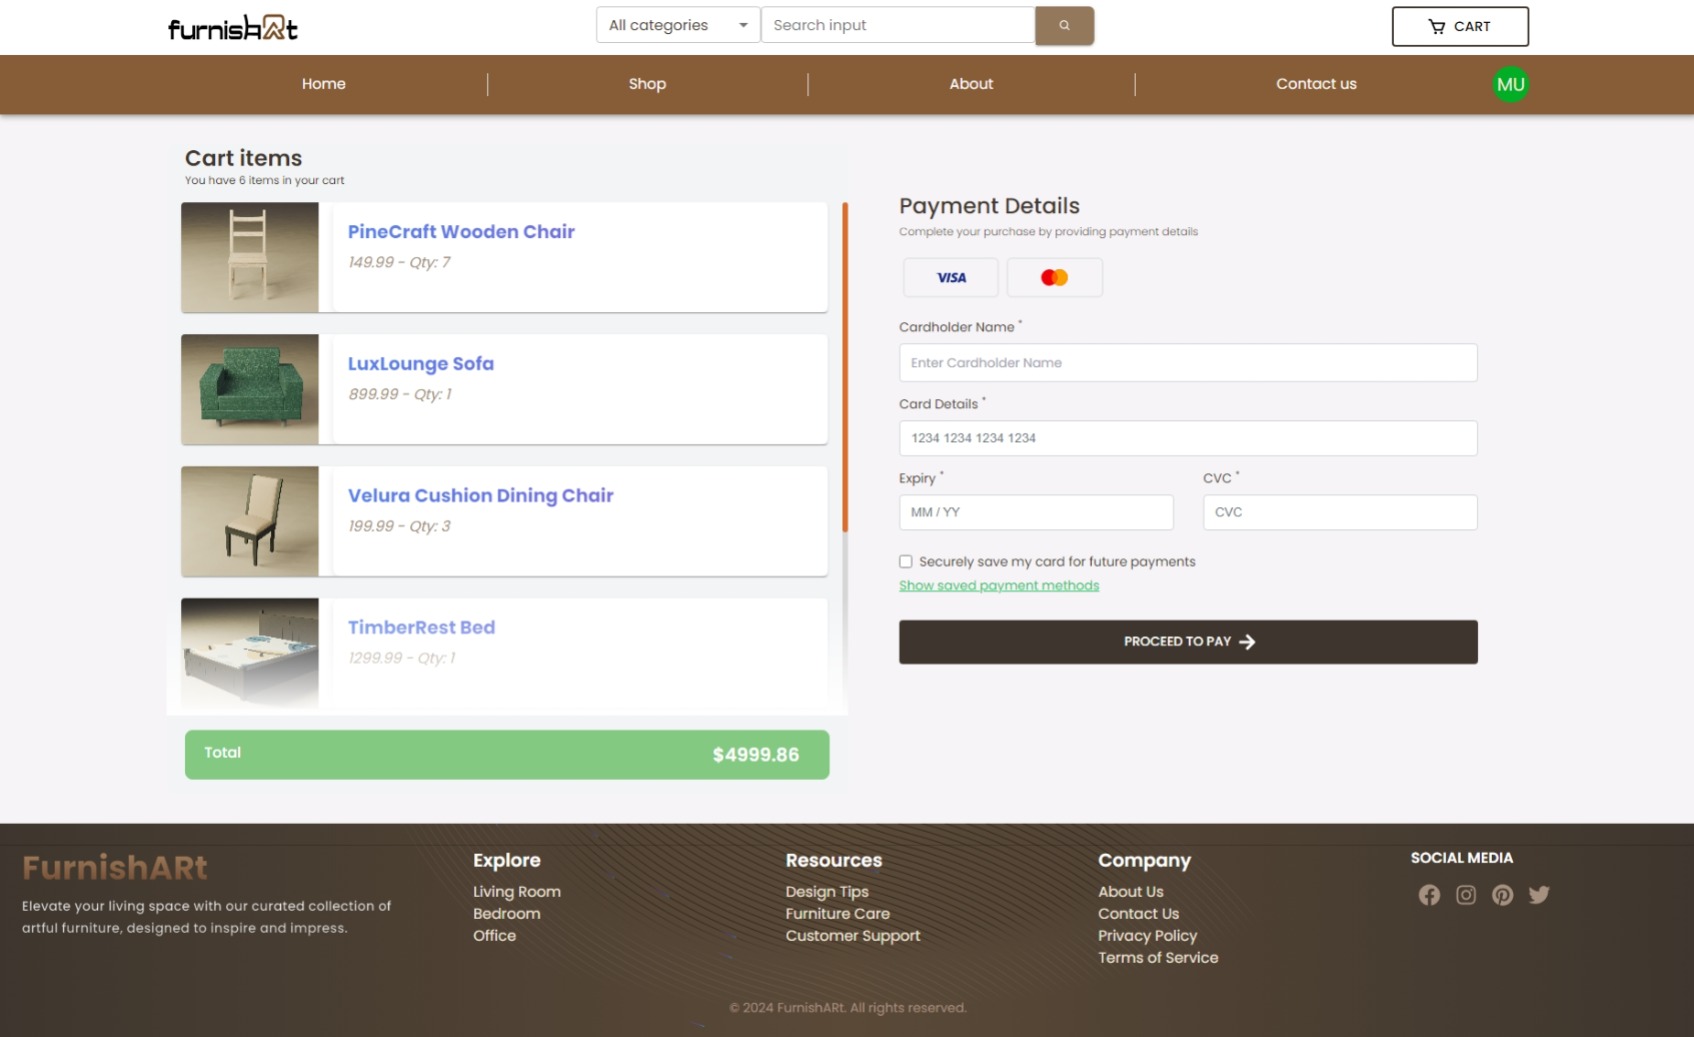 furnishARt
All categories
Search input
CART
Home
Shop
About
Contact us
MU
Cart items
You have 6 items in your cart
PineCraft Wooden Chair
149.99 - Qty: 7
LuxLounge Sofa
899.99 - Qty: 1
Velura Cushion Dining Chair
199.99 - Qty: 3
TimberRest Bed
1299.99 - Qty: 1
Total $4999.86
Payment Details
Complete your purchase by providing payment details
VISA
Cardholder Name *
Enter Cardholder Name
Card Details *
1234 1234 1234 1234
Expiry *
MM / YY
CVC *
CVC
Securely save my card for future payments
Show saved payment methods
PROCEED TO PAY
FurnishARt
Elevate your living space with our curated collection of
artful furniture, designed to inspire and impress.
Explore
Living Room
Bedroom
Office
Resources
Design Tips
Furniture Care
Customer Support
Company
About Us
Contact Us
Privacy Policy
Terms of Service
SOCIAL MEDIA
© 2024 FurnishARt. All rights reserved.